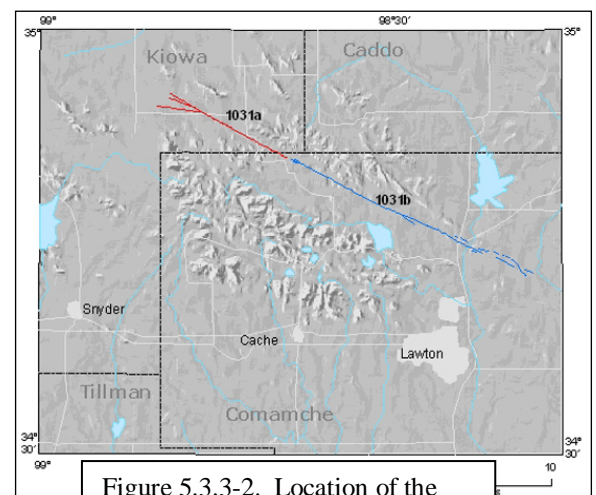 99°
98°30'
35°
35°
Kiowa
Caddo
1031a
1031b
Snyder
Cache
Lawton
Tillman
Comamche
34°
30'
34°
30'
99°
10
Figure 5.3.3-2. Location of the